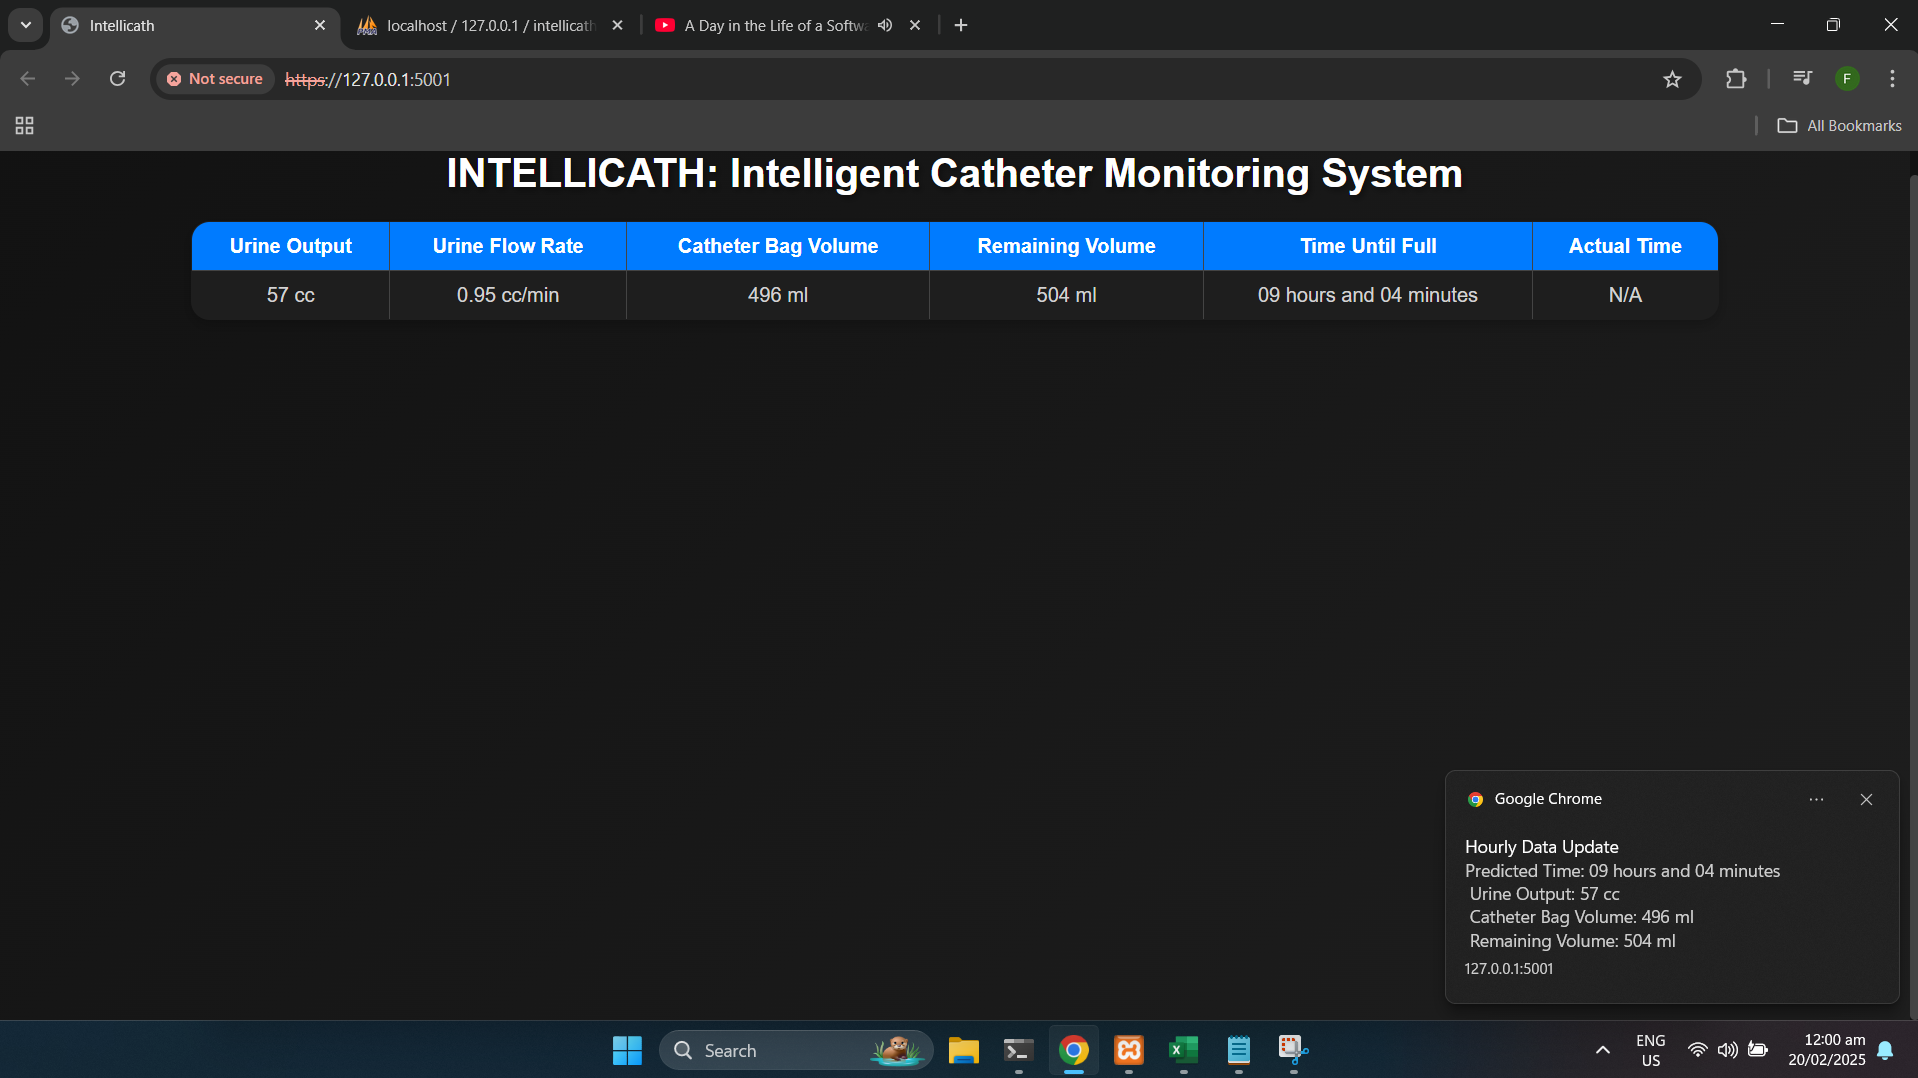 Intellicath
localhost / 127.0.0.1 / intellicath
A Day in the Life of a Softwa
Not secure
https://127.0.0.1:5001
F
All Bookmarks
INTELLICATH: Intelligent Catheter Monitoring System
Urine Output Urine Flow Rate Catheter Bag Volume Remaining Volume Time Until Full Actual Time
57 cc 0.95 cc/min 496 ml 504 ml 09 hours and 04 minutes N/A
Google Chrome
Hourly Data Update
Predicted Time: 09 hours and 04 minutes
Urine Output: 57 cc
Catheter Bag Volume: 496 ml
Remaining Volume: 504 ml
127.0.0.1:5001
Search
ENG
US
12:00 am
20/02/2025